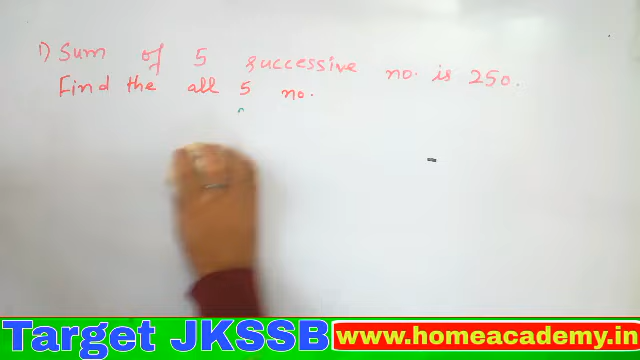 1) Sum of 5 successive no. is 250.
Find the all 5 no.
Target JKSSB www.homeacademy.in